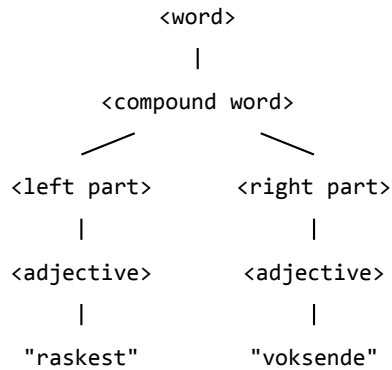 <word>
|
<compound word>
<left part> <right part>
| |
<adjective> <adjective>
| |
"raskest" "voksende"